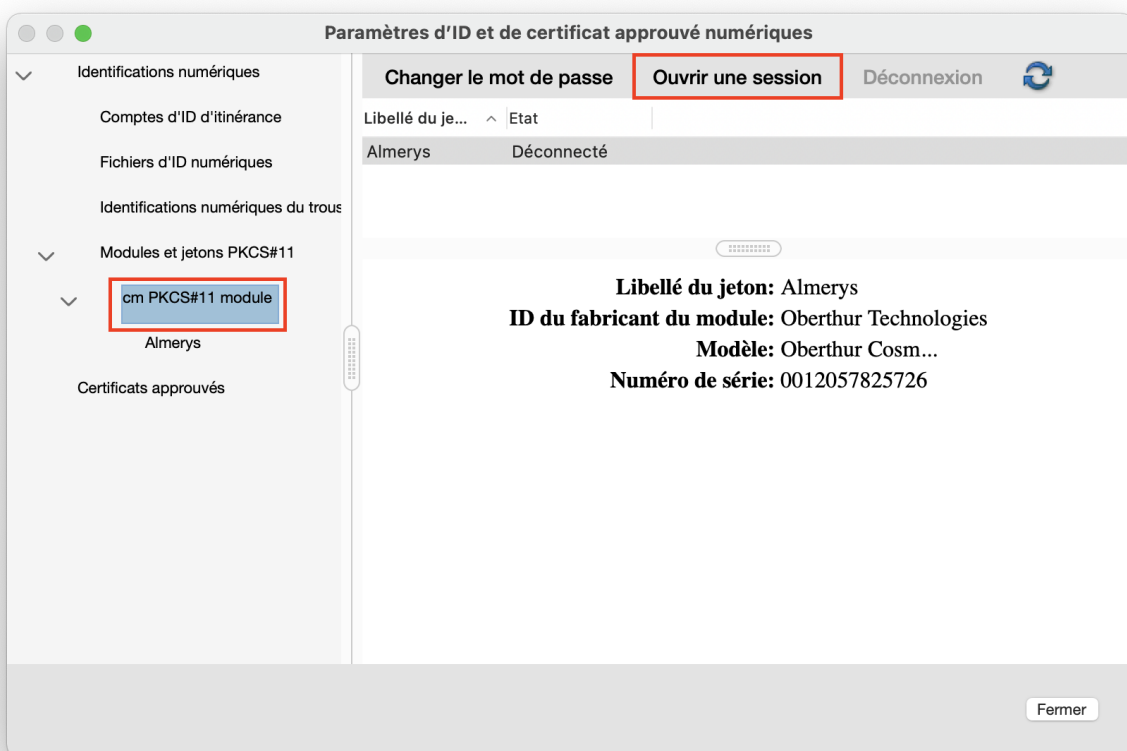 Paramètres d’ID et de certificat approuvé numériques
Identifications numériques
Comptes d'ID d'itinérance
Fichiers d'ID numériques
Identifications numériques du trous
Modules et jetons PKCS#11
cm PKCS#11 module
Almerys
Certificats approuvés
Changer le mot de passe Ouvrir une session Déconnexion
Libellé du je... Etat
Almerys Déconnecté
Libellé du jeton: Almerys
ID du fabricant du module: Oberthur Technologies
Modèle: Oberthur Cosm...
Numéro de série: 0012057825726
Fermer